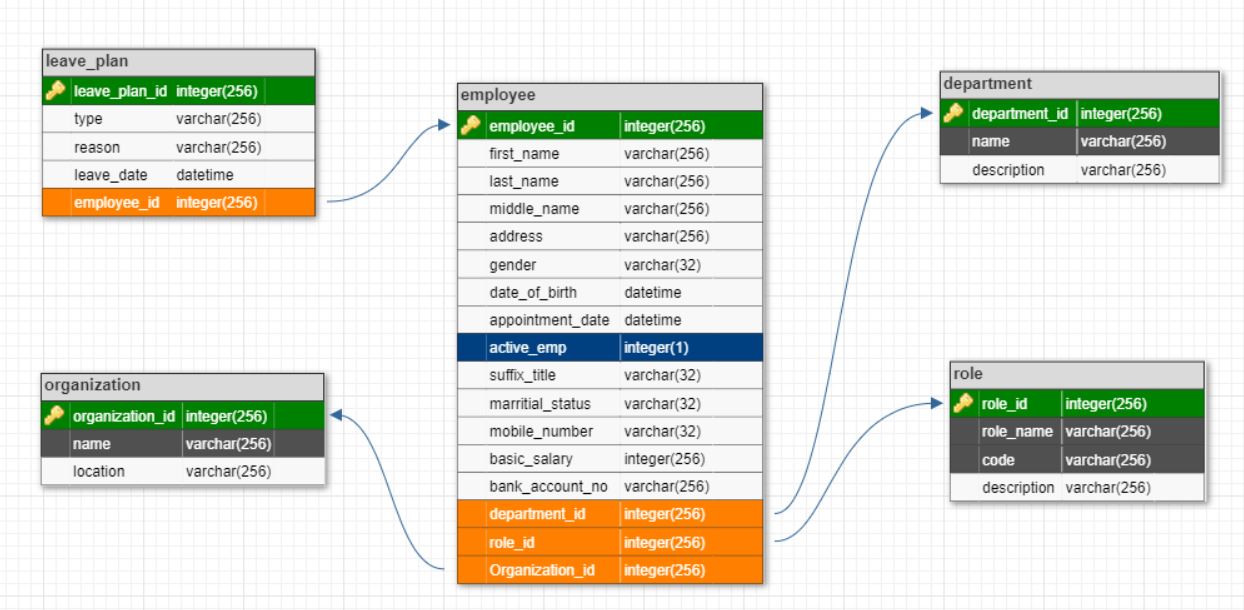 leave_plan
leave_plan_id integer(256)
type varchar(256)
reason varchar(256)
leave_date datetime
employee_id integer(256)
employee
employee_id integer(256)
first_name varchar(256)
last_name varchar(256)
middle_name varchar(256)
address varchar(256)
gender varchar(32)
date_of_birth datetime
appointment_date datetime
active_emp integer(1)
suffix_title varchar(32)
marritial_status varchar(32)
mobile_number varchar(32)
basic_salary integer(256)
bank_account_no varchar(256)
department_id integer(256)
role_id integer(256)
Organization_id integer(256)
department
department_id integer(256)
name varchar(256)
description varchar(256)
organization
organization_id integer(256)
name varchar(256)
location varchar(256)
role
role_id integer(256)
role_name varchar(256)
code varchar(256)
description varchar(256)